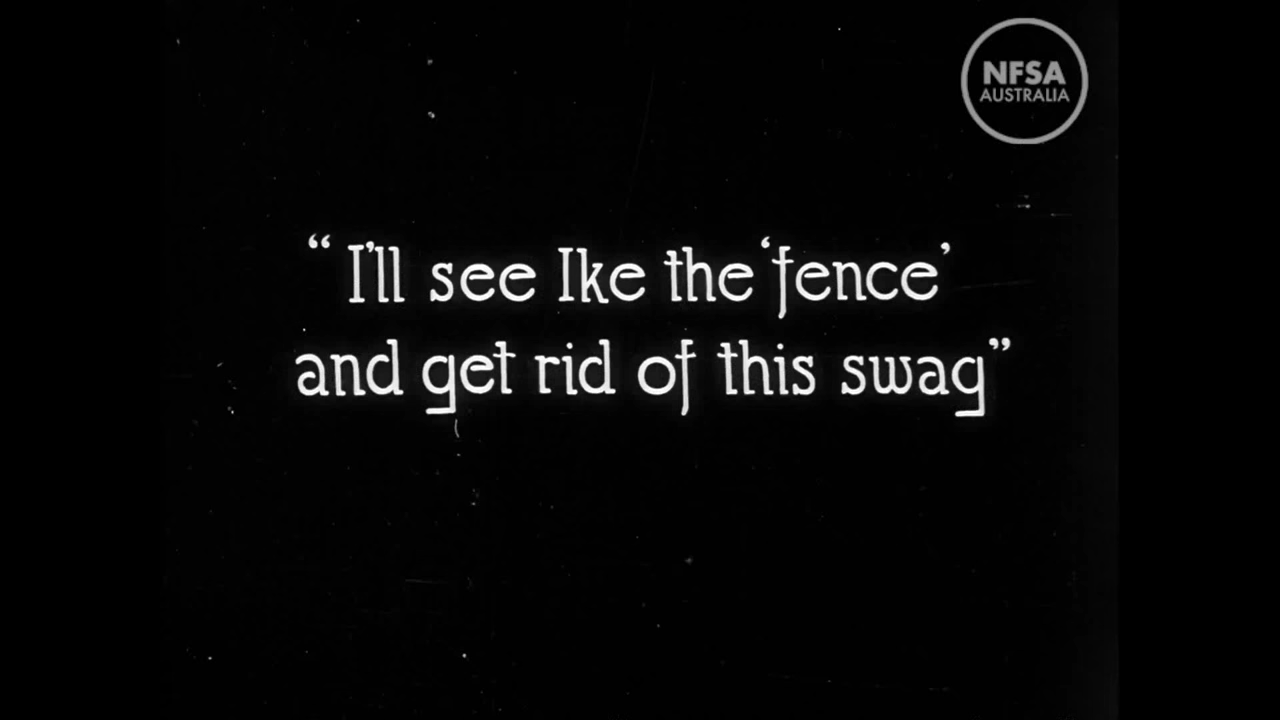 NFSA
AUSTRALIA
“ I'll see Ike the ‘fence’
and get rid of this swag”